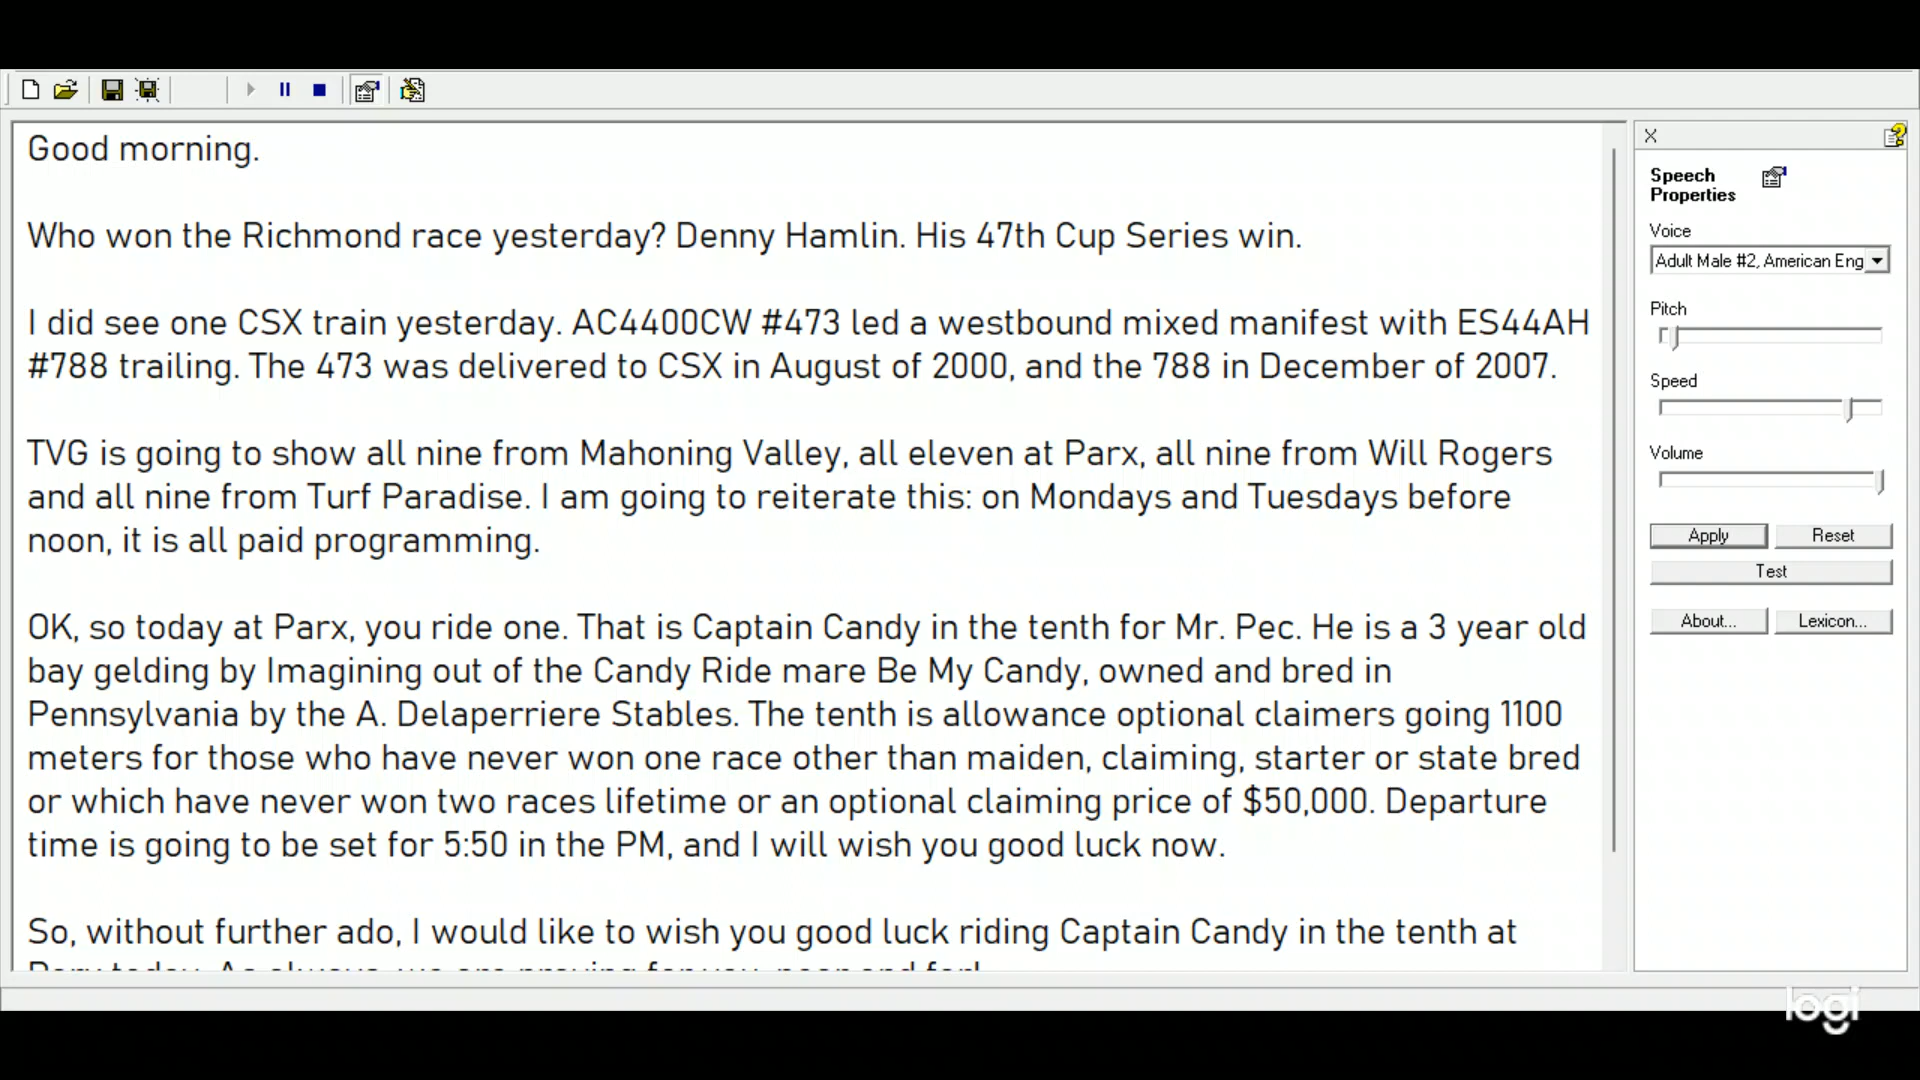 Good morning.
Who won the Richmond race yesterday? Denny Hamlin. His 47th Cup Series win.
I did see one CSX train yesterday. AC4400CW #473 led a westbound mixed manifest with ES44AH
#788 trailing. The 473 was delivered to CSX in August of 2000, and the 788 in December of 2007.
TVG is going to show all nine from Mahoning Valley, all eleven at Parx, all nine from Will Rogers
and all nine from Turf Paradise. I am going to reiterate this: on Mondays and Tuesdays before
noon, it is all paid programming.
OK, so today at Parx, you ride one. That is Captain Candy in the tenth for Mr. Pec. He is a 3 year old
bay gelding by Imagining out of the Candy Ride mare Be My Candy, owned and bred in
Pennsylvania by the A. Delaperriere Stables. The tenth is allowance optional claimers going 1100
meters for those who have never won one race other than maiden, claiming, starter or state bred
or which have never won two races lifetime or an optional claiming price of $50,000. Departure
time is going to be set for 5:50 in the PM, and I will wish you good luck now.
So, without further ado, I would like to wish you good luck riding Captain Candy in the tenth at
Parx today. As always, we are praying for you, near and far!
X
Speech
Properties
Voice
Adult Male #2, American Eng
Pitch
Speed
Volume
Apply
Reset
Test
About...
Lexicon...
logi